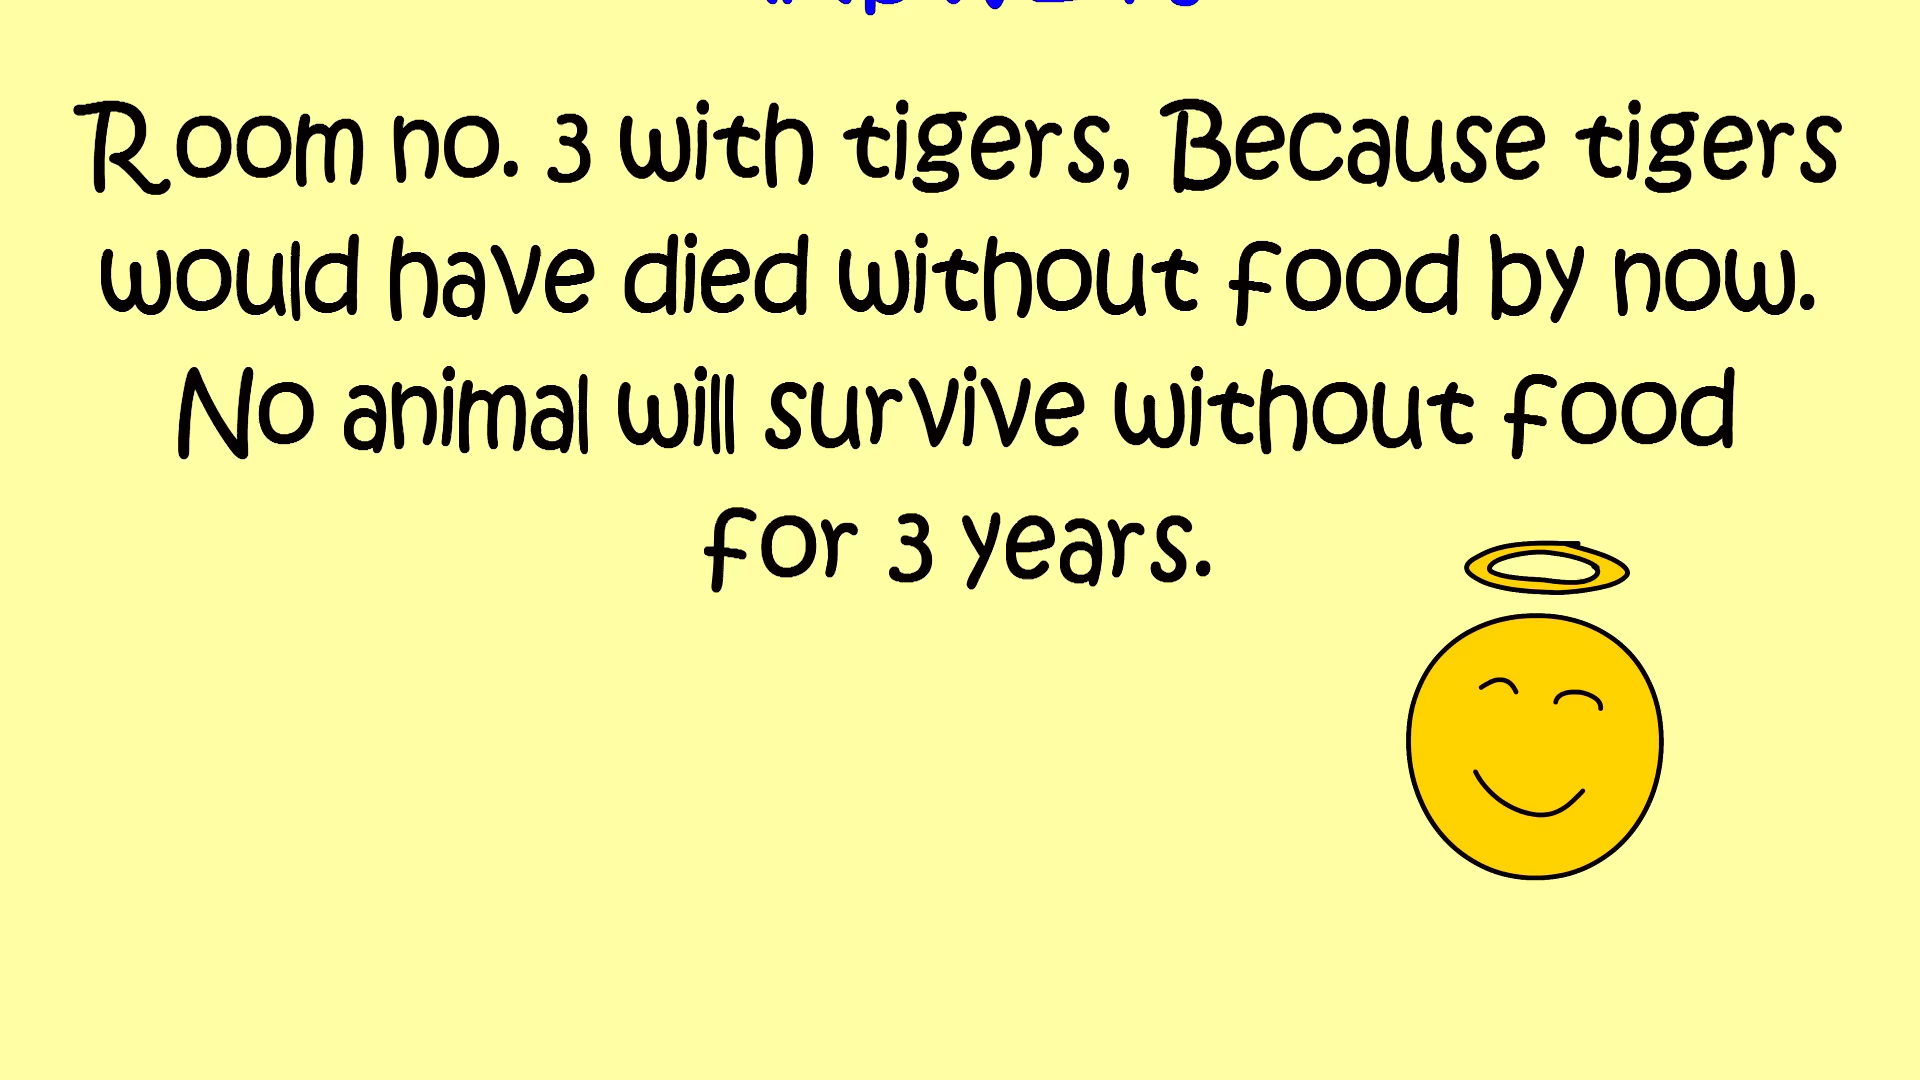 Room no. 3 with tigers, Because tigers
would have died without food by now.
No animal will survive without food
for 3 years.